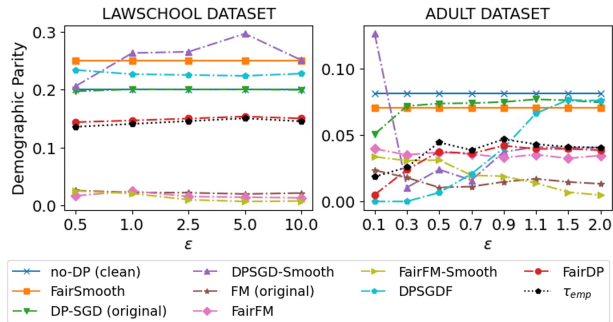 LAWSCHOOL DATASET
ADULT DATASET
Demographic Parity
0.3
0.2
0.1
0.0
0.5 1.0 2.0 5.0 10.0
ε
0.10
0.05
0.00
0.1 0.3 0.5 0.7 0.9 1.1 1.5 1.7 2.0
ε
no-DP (clean)
FairSmooth
DP-SGD (original)
DPSGD-Smooth
FM (original)
FairFM
FairFM-Smooth
DPSGDF
FairDP
τemp